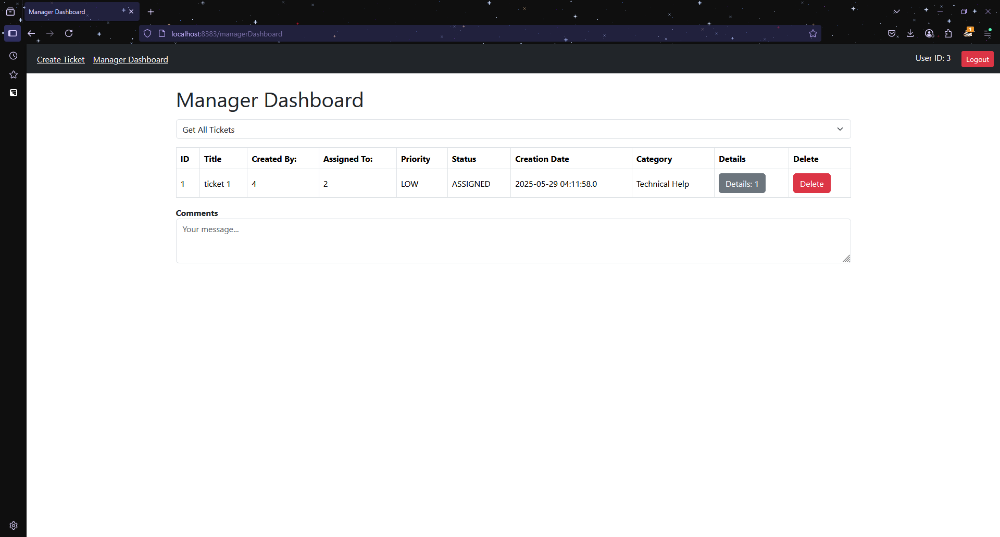 Manager Dashboard
localhost:8383/managerDashboard
1
Create Ticket Manager Dashboard User ID: 3 Logout
Manager Dashboard
Get All Tickets
ID Title Created By: Assigned To: Priority Status Creation Date Category Details Delete
1 ticket 1 4 2 LOW ASSIGNED 2025-05-29 04:11:58.0 Technical Help Details: 1 Delete
Comments
Your message...